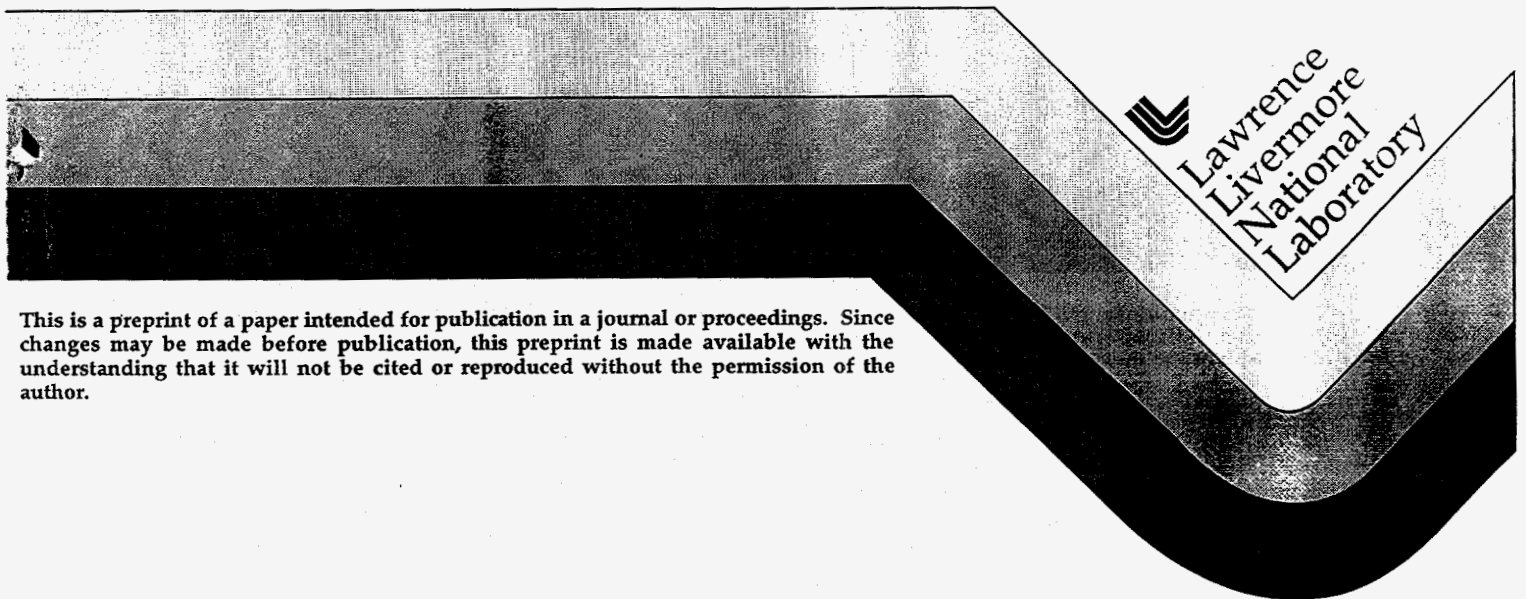 Lawrence
Livermore
National
Laboratory
This is a preprint of a paper intended for publication in a journal or proceedings. Since
changes may be made before publication, this preprint is made available with the
understanding that it will not be cited or reproduced without the permission of the
author.